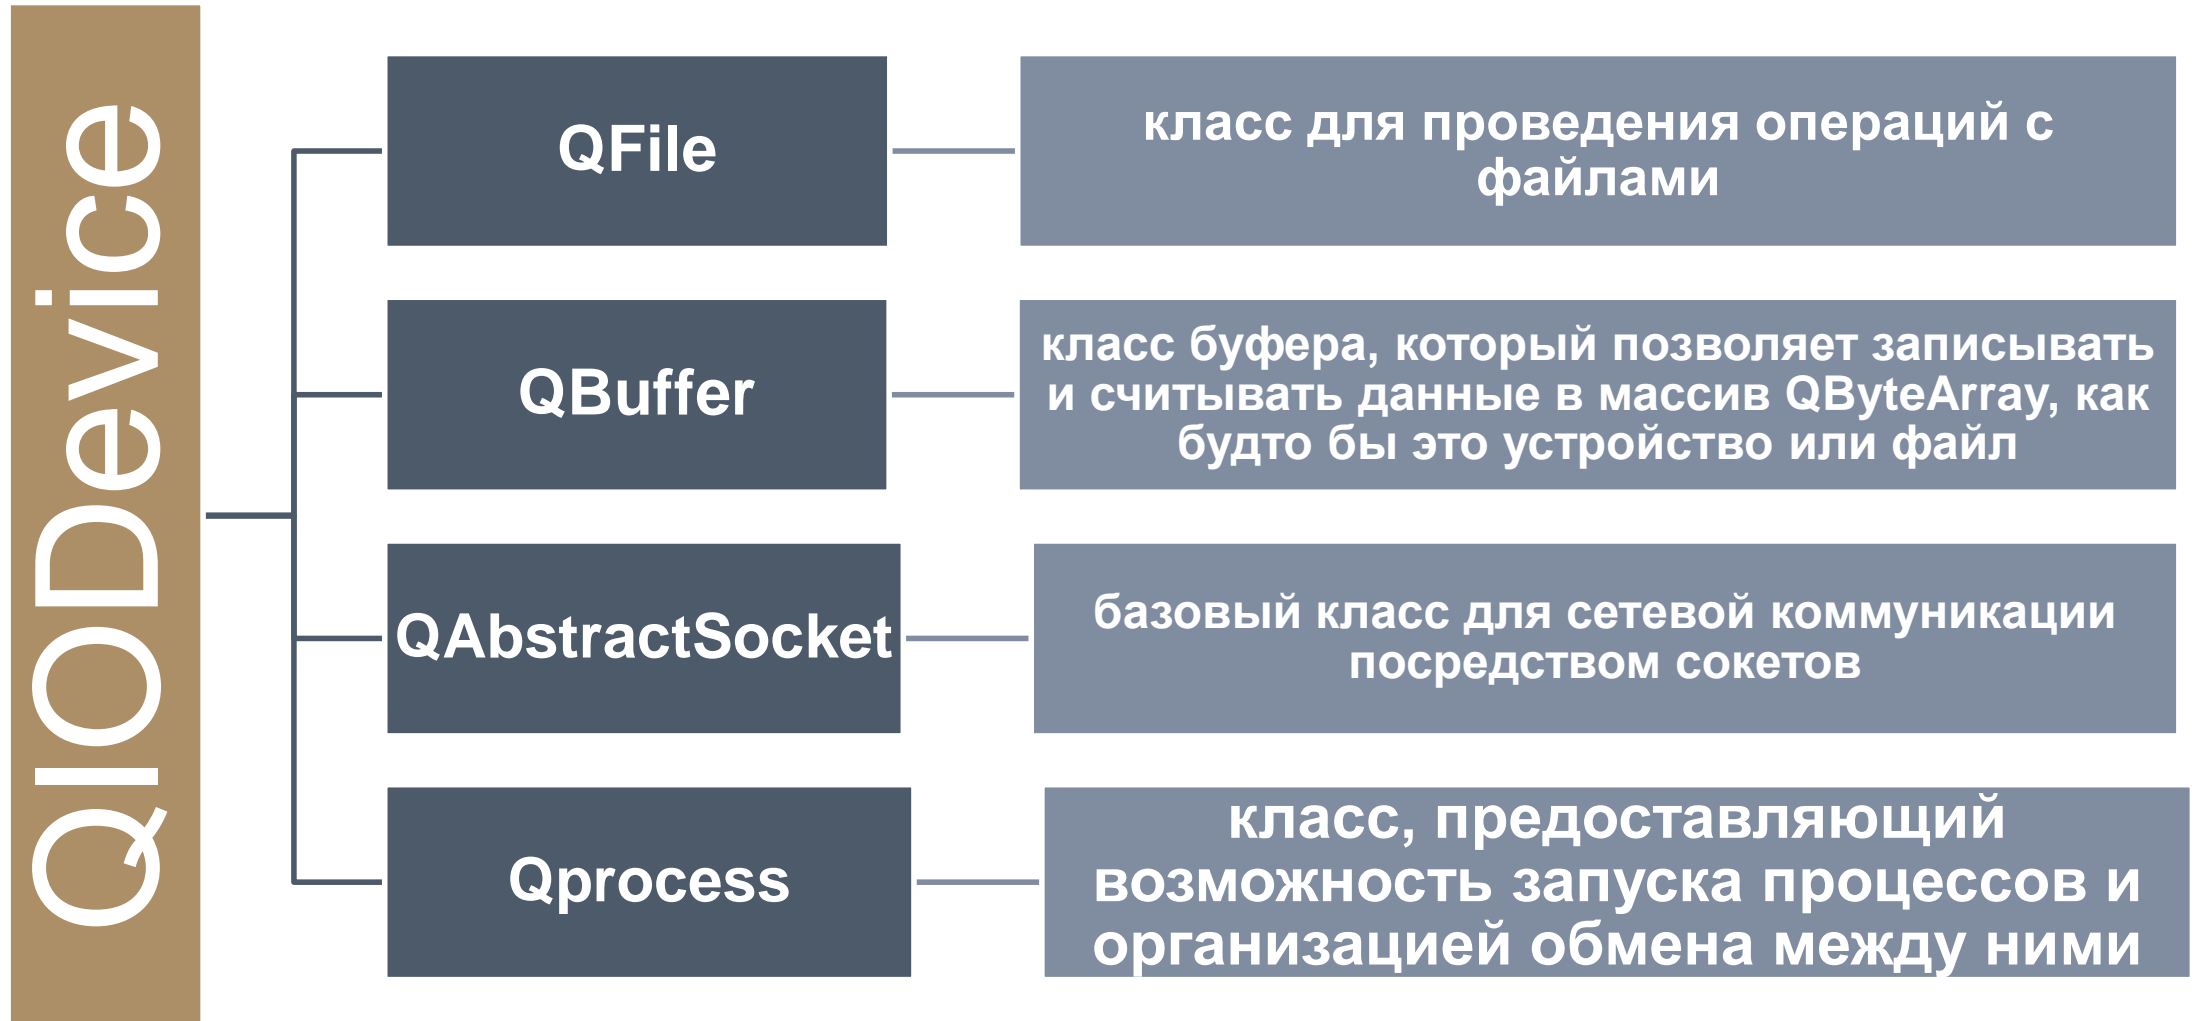 QIODevice
QFile
класс для проведения операций с
файлами
QBuffer
класс буфера, который позволяет записывать
и считывать данные в массив QByteArray, как
будто бы это устройство или файл
QAbstractSocket
базовый класс для сетевой коммуникации
посредством сокетов
Qprocess
класс, предоставляющий
возможность запуска процессов и
организацией обмена между ними